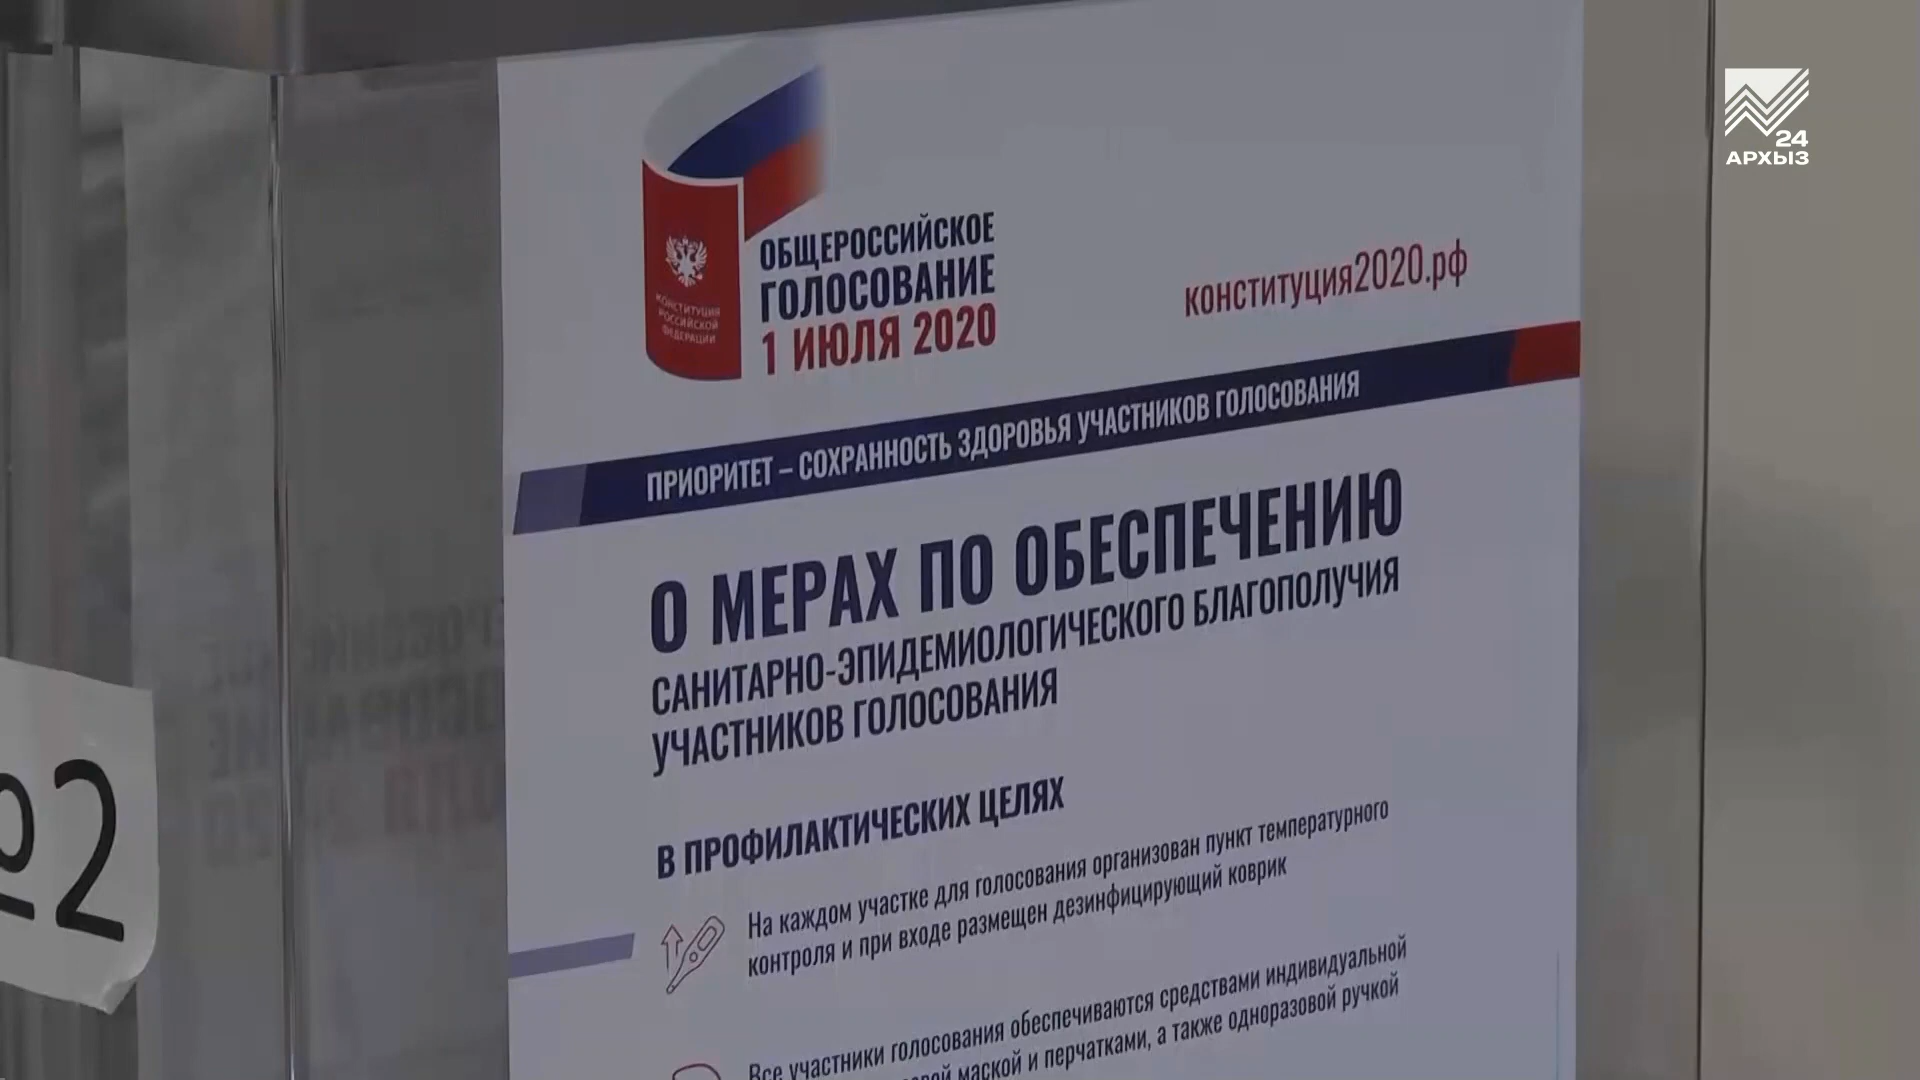 24
АРХЫЗ
ОБЩЕРОССИЙСКОЕ
ГОЛОСОВАНИЕ
1 ИЮЛЯ 2020
КОНСТИТУЦИЯ
РОССИЙСКОЙ
ФЕДЕРАЦИИ
конституция2020.рф
ПРИОРИТЕТ – СОХРАННОСТЬ ЗДОРОВЬЯ УЧАСТНИКОВ ГОЛОСОВАНИЯ
О МЕРАХ ПО ОБЕСПЕЧЕНИЮ
САНИТАРНО-ЭПИДЕМИОЛОГИЧЕСКОГО БЛАГОПОЛУЧИЯ
УЧАСТНИКОВ ГОЛОСОВАНИЯ
В ПРОФИЛАКТИЧЕСКИХ ЦЕЛЯХ
На каждом участке для голосования организован пункт температурного
контроля и при входе размещен дезинфицирующий коврик
Все участники голосования обеспечиваются средствами индивидуальной
маской и перчатками, а также одноразовой ручкой
№2